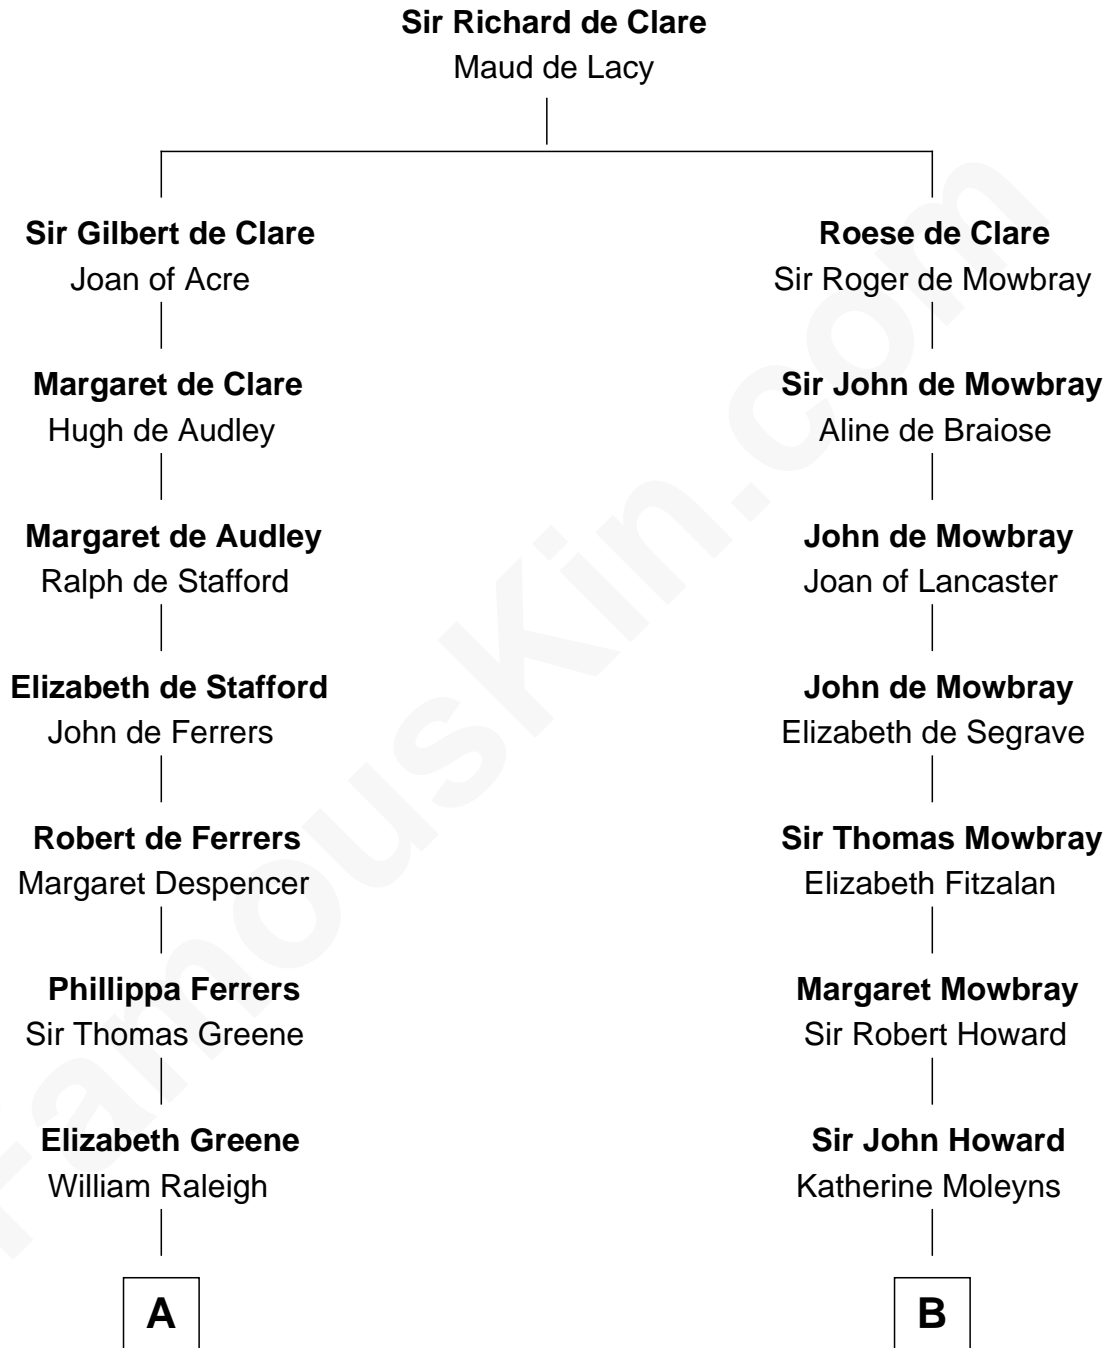 Sir Richard de Clare
Maud de Lacy
Sir Gilbert de Clare
Joan of Acre
Roese de Clare
Sir Roger de Mowbray
Margaret de Clare
Hugh de Audley
Sir John de Mowbray
Aline de Braiose
Margaret de Audley
Ralph de Stafford
John de Mowbray
Joan of Lancaster
Elizabeth de Stafford
John de Ferrers
John de Mowbray
Elizabeth de Segrave
Robert de Ferrers
Margaret Despencer
Sir Thomas Mowbray
Elizabeth Fitzalan
Phillippa Ferrers
Sir Thomas Greene
Margaret Mowbray
Sir Robert Howard
Elizabeth Greene
William Raleigh
Sir John Howard
Katherine Moleyns
A
B
FamousKin.com